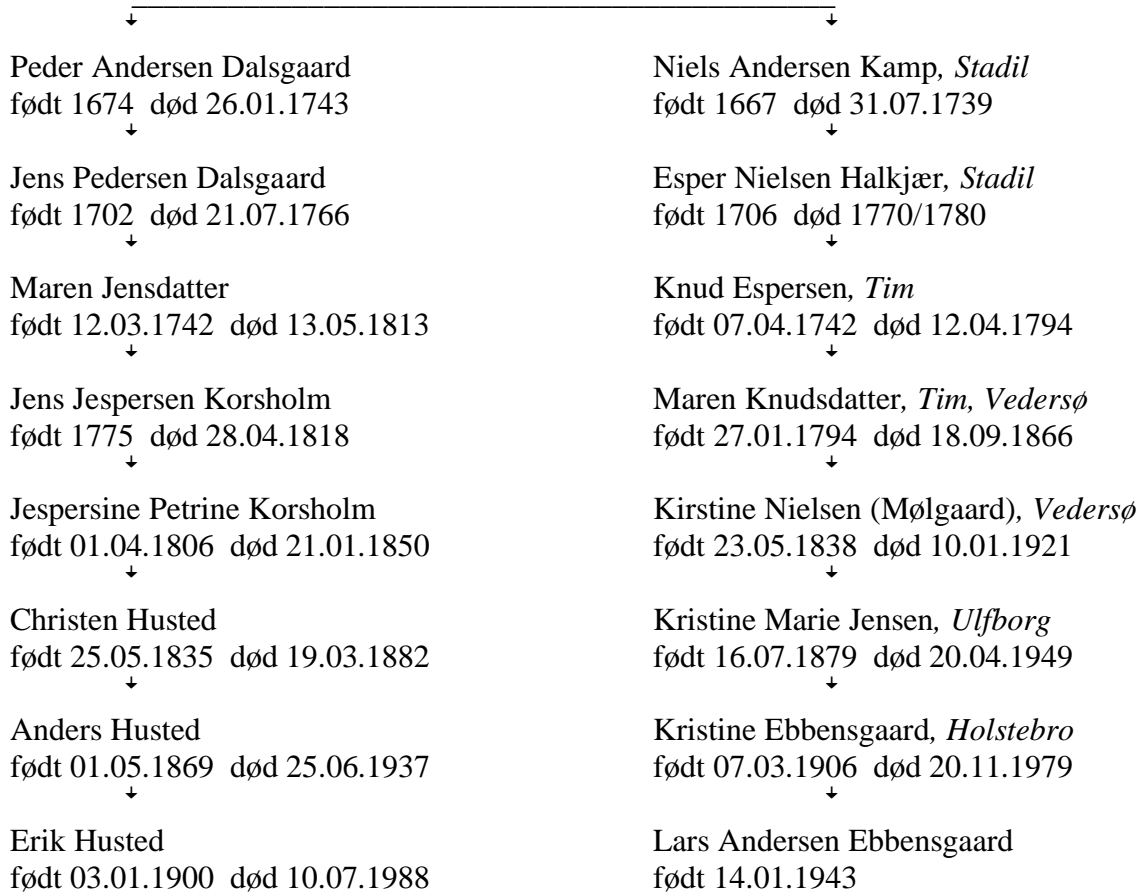 Peder Andersen Dalsgaard
født 1674 død 26.01.1743
Jens Pedersen Dalsgaard
født 1702 død 21.07.1766
Maren Jensdatter
født 12.03.1742 død 13.05.1813
Jens Jespersen Korsholm
født 1775 død 28.04.1818
Jespersine Petrine Korsholm
født 01.04.1806 død 21.01.1850
Christen Husted
født 25.05.1835 død 19.03.1882
Anders Husted
født 01.05.1869 død 25.06.1937
Erik Husted
født 03.01.1900 død 10.07.1988
Niels Andersen Kamp, Stadil
født 1667 død 31.07.1739
Esper Nielsen Halkjær, Stadil
født 1706 død 1770/1780
Knud Espersen, Tim
født 07.04.1742 død 12.04.1794
Maren Knudsdatter, Tim, Vedersø
født 27.01.1794 død 18.09.1866
Kirstine Nielsen (Mølgaard), Vedersø
født 23.05.1838 død 10.01.1921
Kristine Marie Jensen, Ulfborg
født 16.07.1879 død 20.04.1949
Kristine Ebbensgaard, Holstebro
født 07.03.1906 død 20.11.1979
Lars Andersen Ebbensgaard
født 14.01.1943